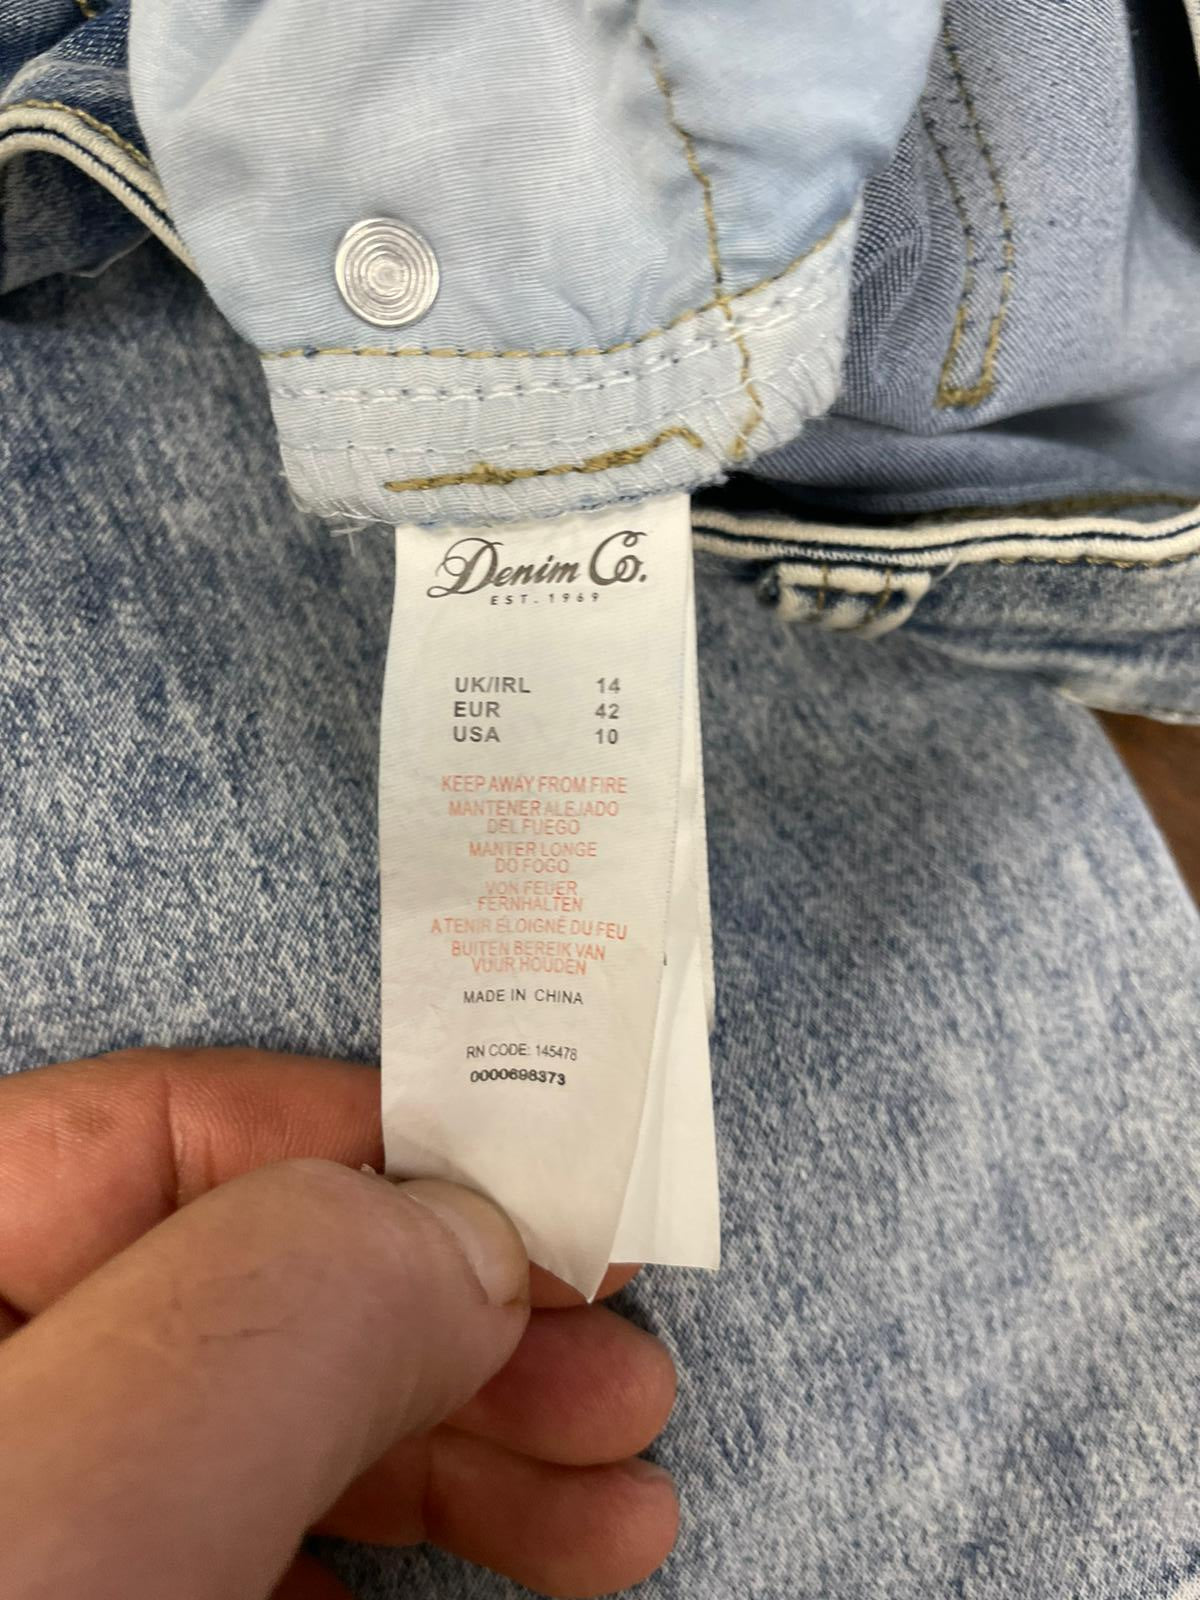 Denim Co.
EST. 1969
UK/IRL 14
EUR 42
USA 10
KEEP AWAY FROM FIRE
MANTENER ALEJADO
DEL FUEGO
MANTER LONGE
DO FOGO
VON FEUER
FERNHALTEN
A TENIR ÉLOIGNÉ DU FEU
BUITEN BEREIK VAN
VUUR HOUDEN
MADE IN CHINA
RN CODE: 145478
0000698373